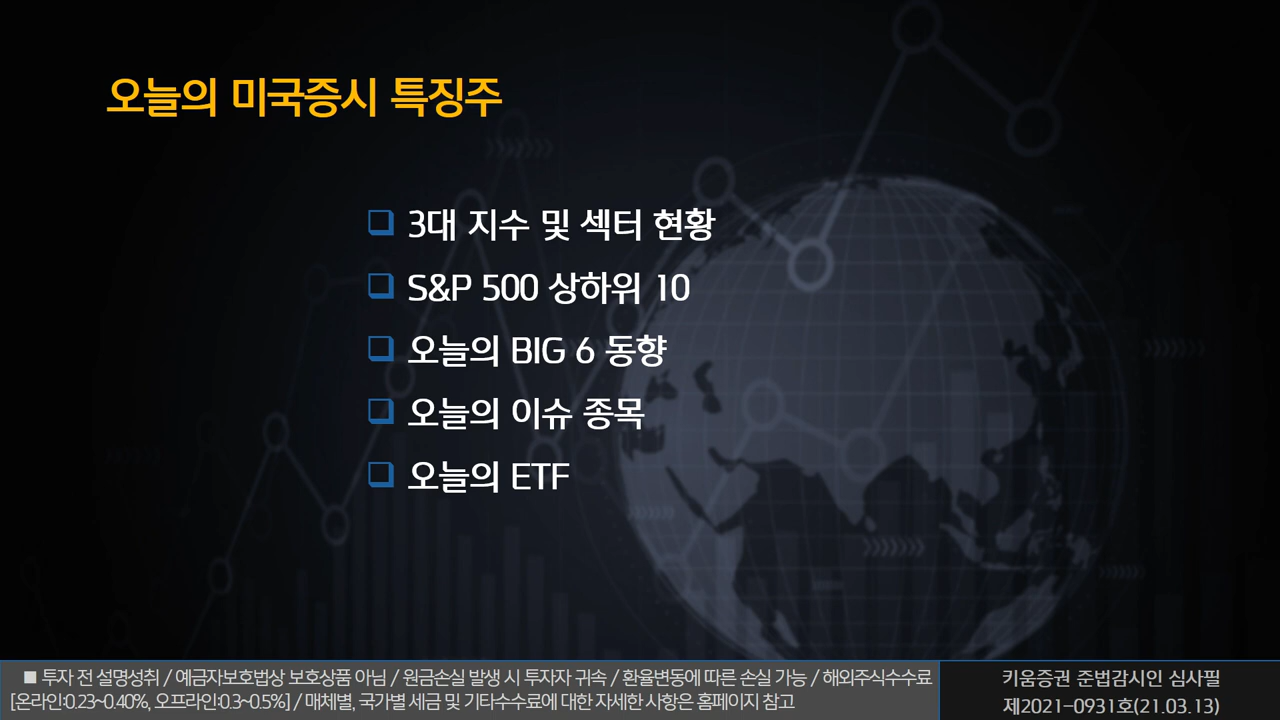 오늘의 미국증시 특징주
❑ 3대 지수 및 섹터 현황
❑ S&P 500 상하위 10
❑ 오늘의 BIG 6 동향
❑ 오늘의 이슈 종목
❑ 오늘의 ETF
■ 투자 전 설명성취 / 예금자보호법상 보호상품 아님 / 원금손실 발생 시 투자자 귀속 / 환율변동에 따른 손실 가능 / 해외주식수수료
[온라인:0.23~0.40%, 오프라인:0.3~0.5%] / 매체별, 국가별 세금 및 기타수수료에 대한 자세한 사항은 홈페이지 참고
키움증권 준법감시인 심사필
제2021-0931호(21.03.13)